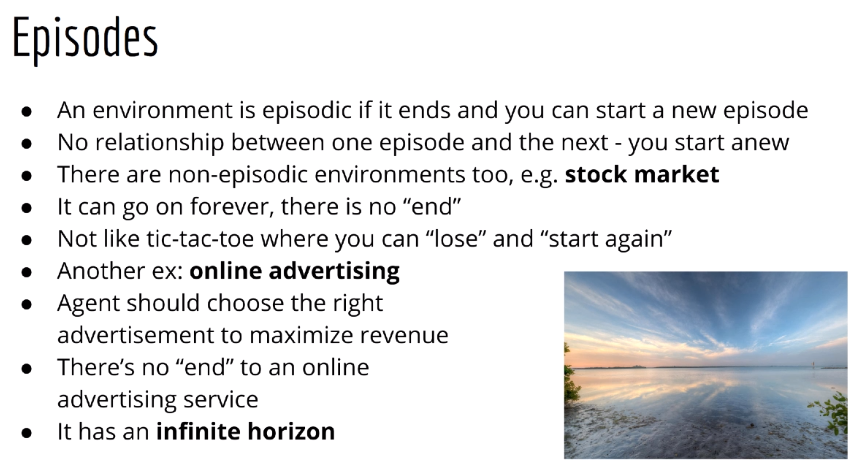 Episodes
● An environment is episodic if it ends and you can start a new episode
● No relationship between one episode and the next - you start anew
● There are non-episodic environments too, e.g. stock market
● It can go on forever, there is no “end”
● Not like tic-tac-toe where you can “lose” and “start again”
● Another ex: online advertising
● Agent should choose the right
advertisement to maximize revenue
● There’s no “end” to an online
advertising service
● It has an infinite horizon